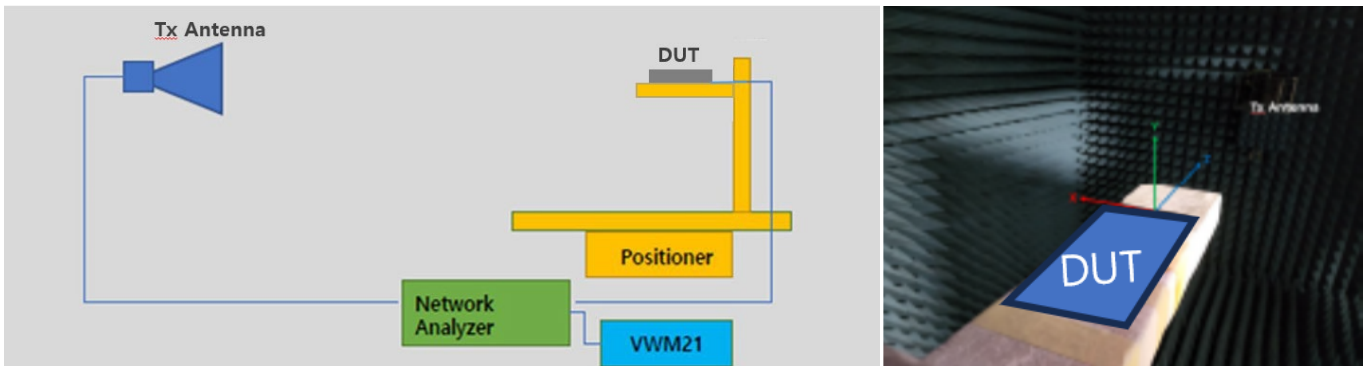 Tx Antenna
DUT
Positioner
Network
Analyzer
VWM21
Tx Antenna
Y
Z
X
DUT